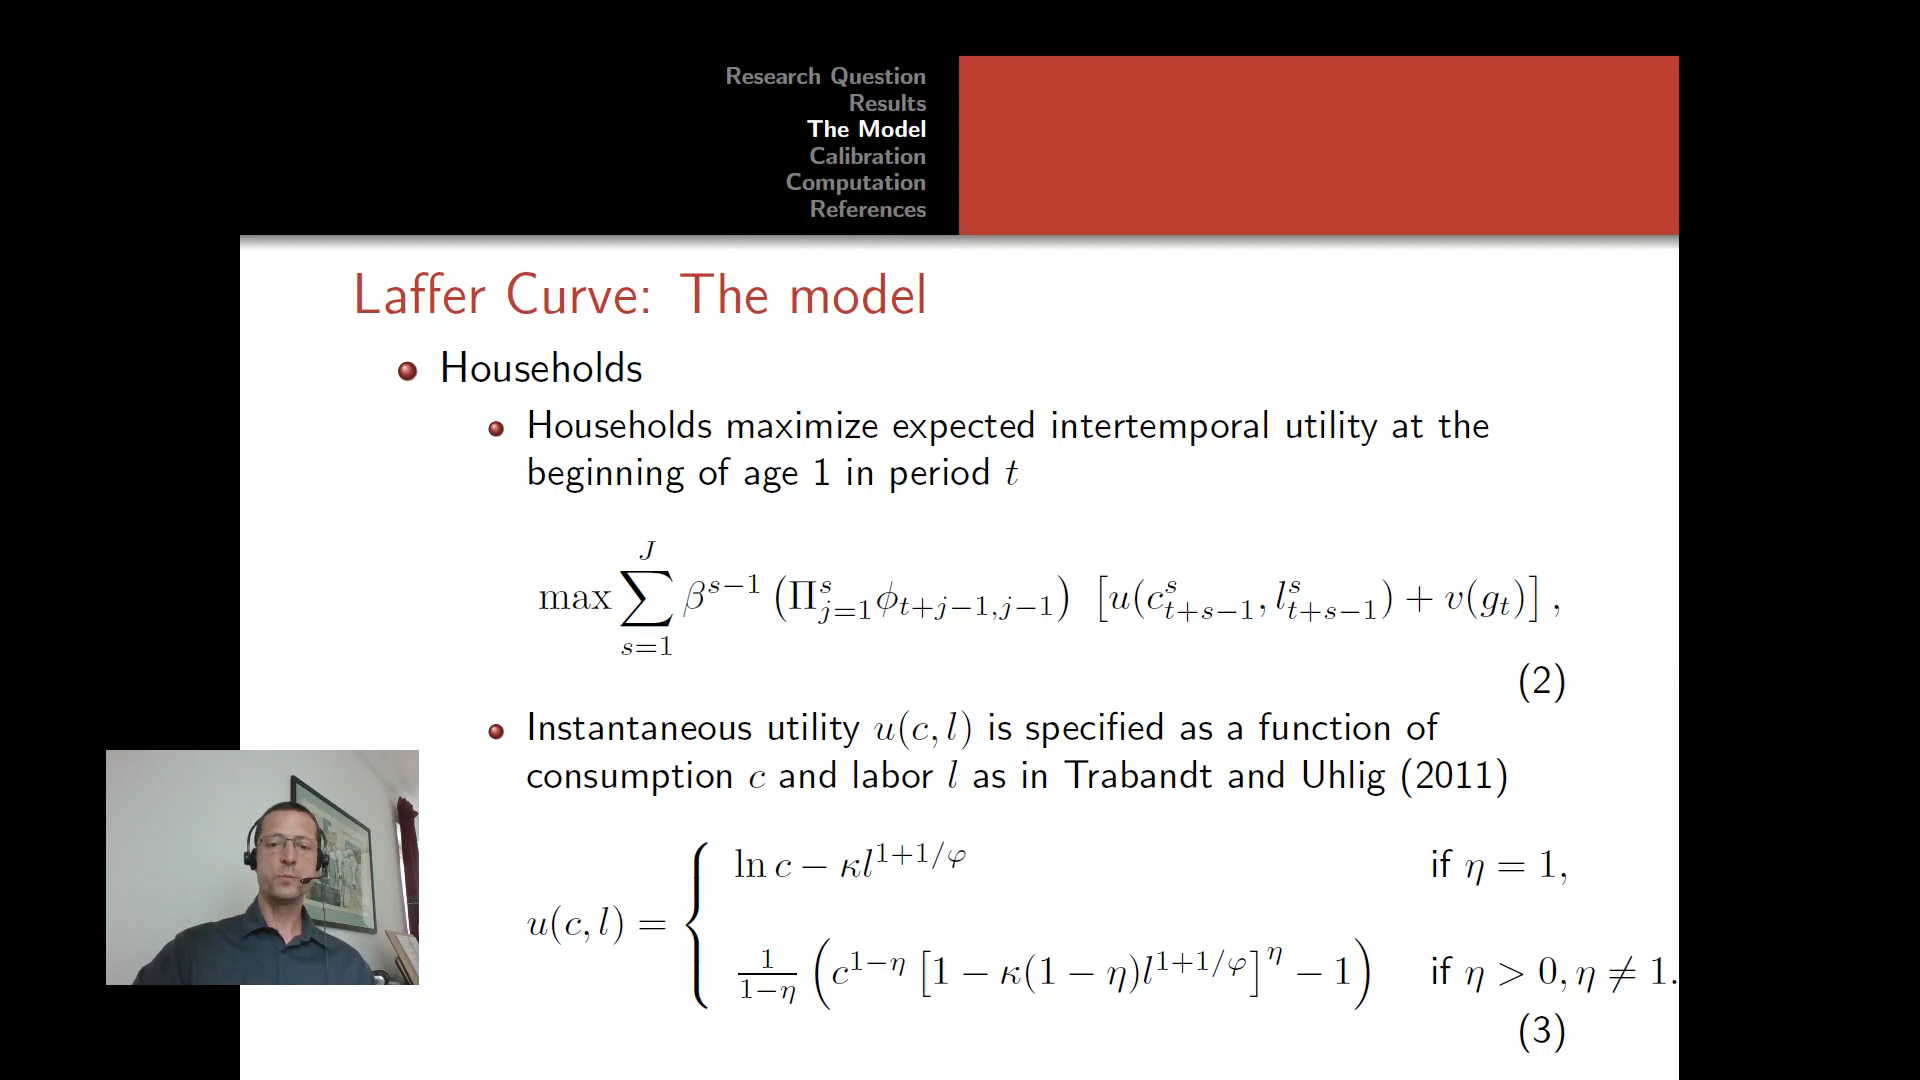 Research Question
Results
The Model
Calibration
Computation
References
Laffer Curve: The model
Households
Households maximize expected intertemporal utility at the
beginning of age 1 in period t
max ∑_{s=1}^{J} β^{s−1} (Π_{j=1}^{s} ϕ_{t+j−1,j−1}) [u(c_{t+s−1}^{s}, l_{t+s−1}^{s}) + v(g_t)],
(2)
Instantaneous utility u(c, l) is specified as a function of
consumption c and labor l as in Trabandt and Uhlig (2011)
u(c, l) = {
ln c − κl^{1+1/φ} if η = 1,
\frac{1}{1−η} (c^{1−η} [1 − κ(1 − η)l^{1+1/φ}]^{η} − 1) if η > 0, η ≠ 1.
(3)